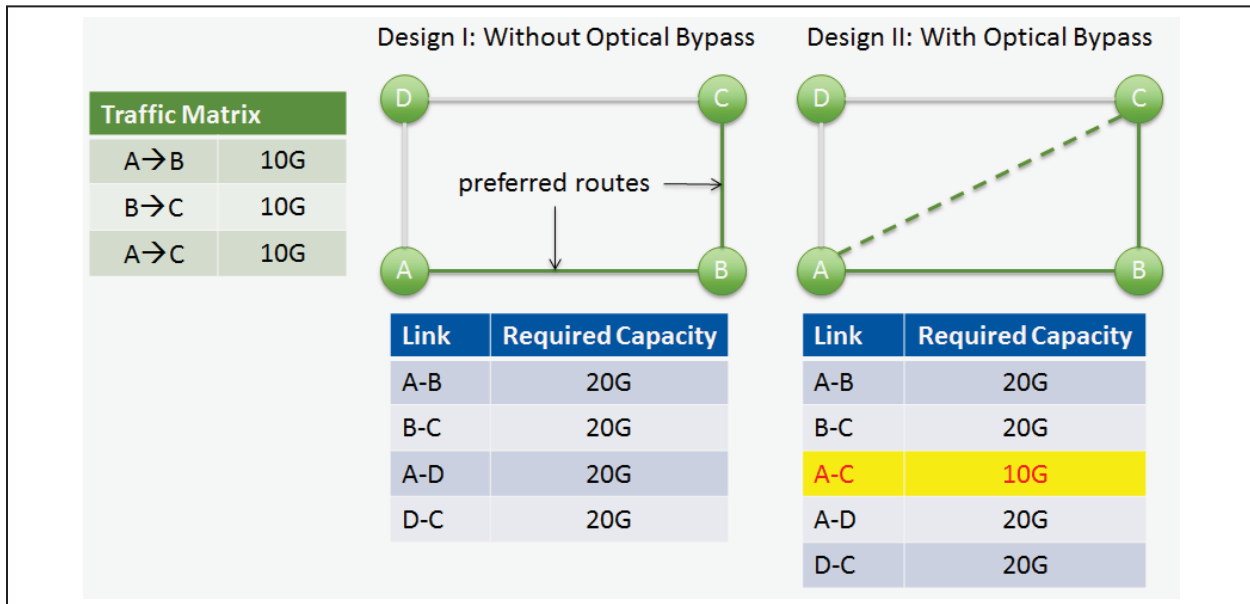 Design I: Without Optical Bypass
Design II: With Optical Bypass
Traffic Matrix
A→B 10G
B→C 10G
A→C 10G
D C
preferred routes
A B
D C
A B
Link Required Capacity
A-B 20G
B-C 20G
A-D 20G
D-C 20G
Link Required Capacity
A-B 20G
B-C 20G
A-C 10G
A-D 20G
D-C 20G